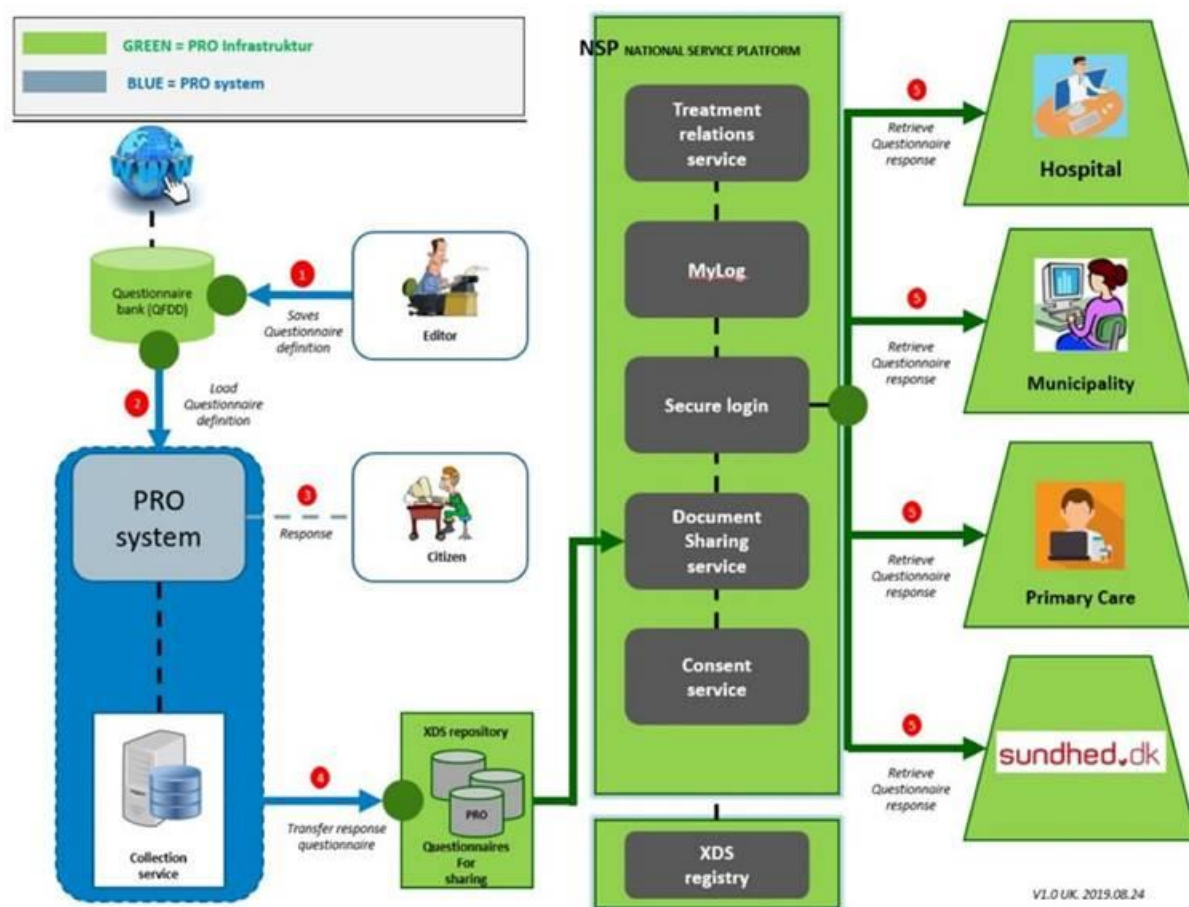 GREEN = PRO Infrastruktur
BLUE = PRO system
WWW
Questionnaire
bank (QFDD)
1
Saves
Questionnaire
definition
Editor
2
Load
Questionnaire
definition
PRO
system
3
Response
Citizen
Collection
service
4
Transfer response
questionnaire
XDS repository
PRO
Questionnaires
For
sharing
NSP NATIONAL SERVICE PLATFORM
Treatment
relations
service
MyLog
Secure login
Document
Sharing
service
Consent
service
XDS
registry
5
Retrieve
Questionnaire
response
Hospital
5
Retrieve
Questionnaire
response
Municipality
5
Retrieve
Questionnaire
response
Primary Care
5
Retrieve
Questionnaire
response
sundhed.dk
V1.0 UK. 2019.08.24